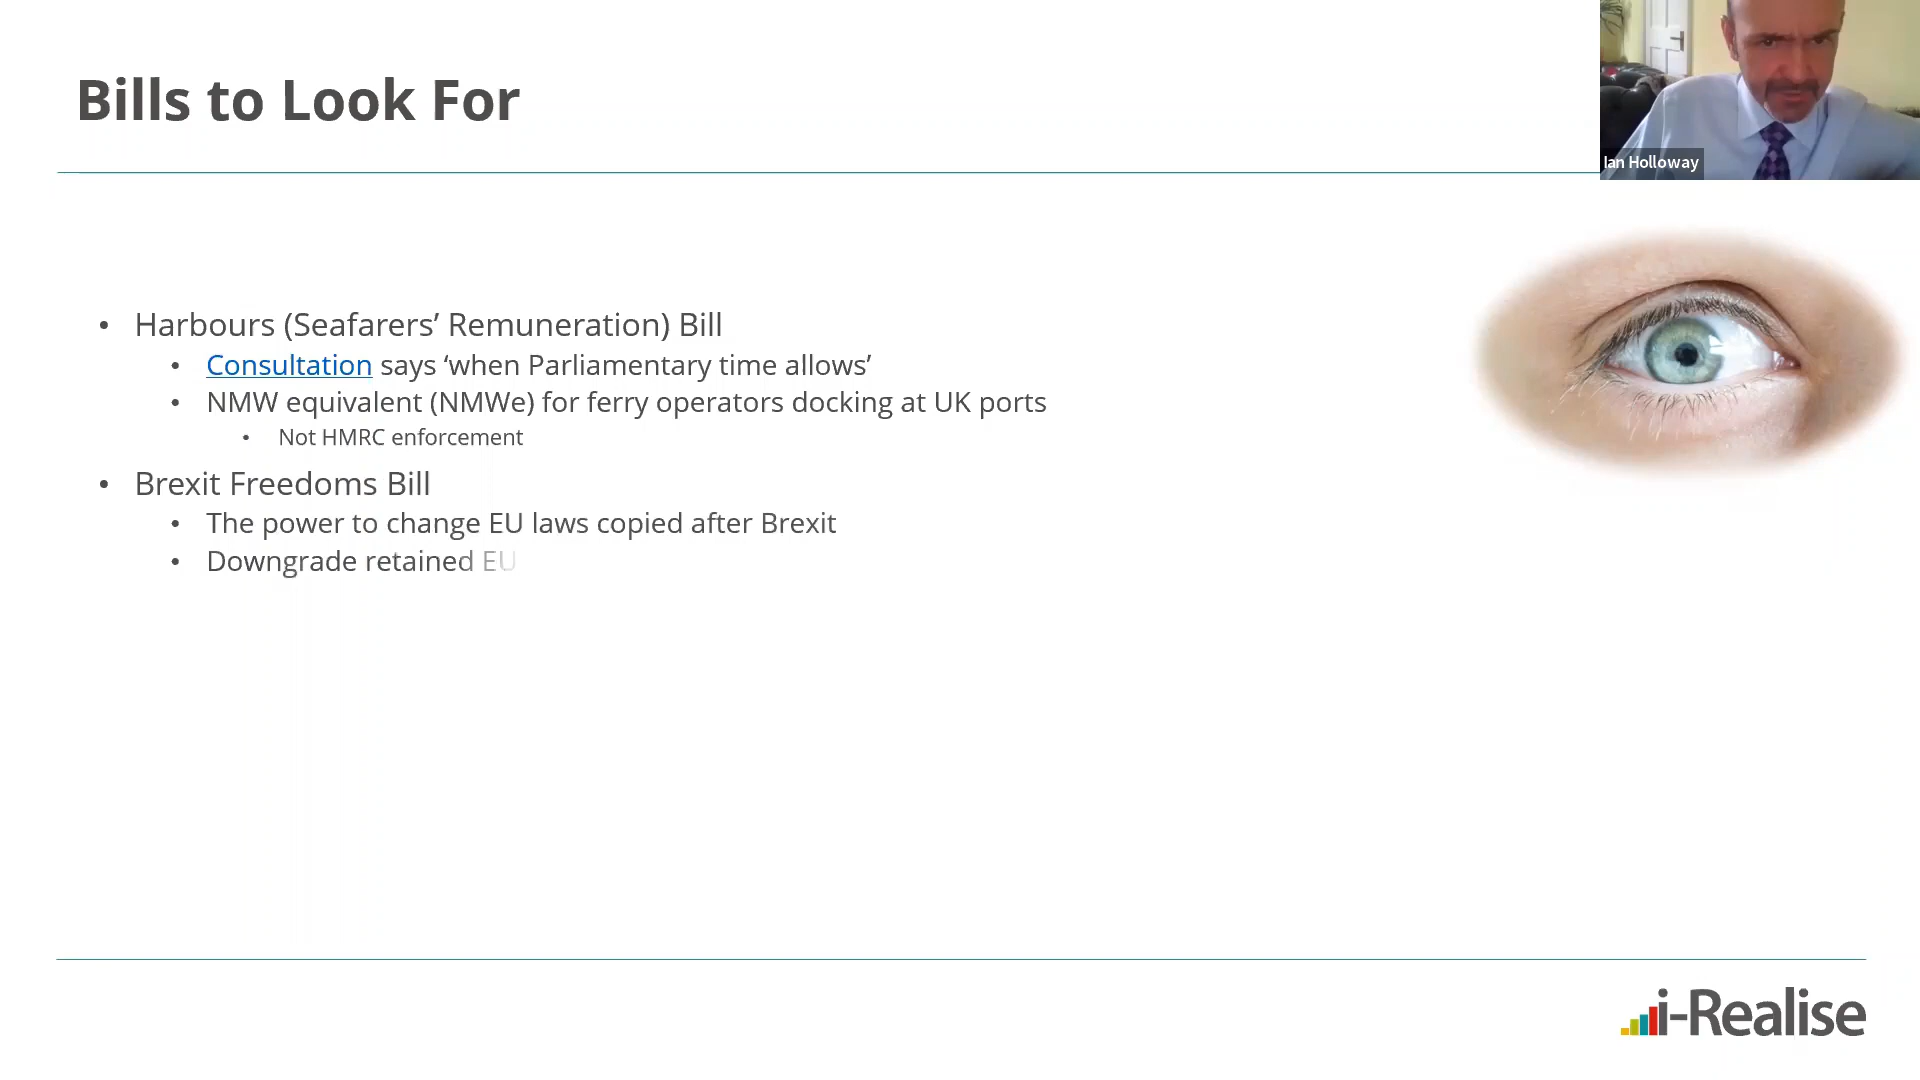 Bills to Look For
Ian Holloway
• Harbours (Seafarers’ Remuneration) Bill
• Consultation says ‘when Parliamentary time allows’
• NMW equivalent (NMWe) for ferry operators docking at UK ports
• Not HMRC enforcement
• Brexit Freedoms Bill
• The power to change EU laws copied after Brexit
• Downgrade retained EU
i-Realise